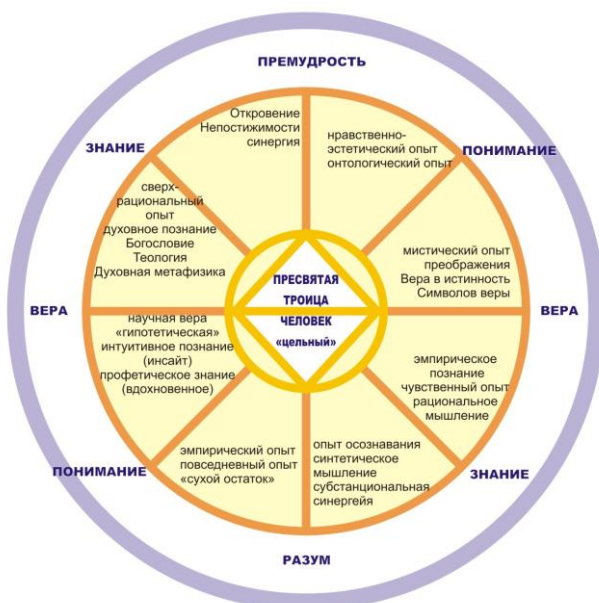 ПРЕМУДРОСТЬ
Откровение
Непостижимости
синергия
нравственно-
эстетический опыт
онтологический опыт
ЗНАНИЕ
ПОНИМАНИЕ
сверх-
рациональный
опыт
духовное познание
Богословие
Теология
Духовная метафизика
мистический опыт
преображения
Вера в истинность
Символов веры
ПРЕСВЯТАЯ
ТРОИЦА
ЧЕЛОВЕК
«цельный»
ВЕРА
ВЕРА
научная вера
«гипотетическая»
интуитивное познание
(инсайт)
профетическое знание
(вдохновенное)
эмпирическое
познание
чувственный опыт
рациональное
мышление
эмпирический опыт
повседневный опыт
«сухой остаток»
опыт осознавания
синтетическое
мышление
субстанциональная
синергейя
ПОНИМАНИЕ
ЗНАНИЕ
РАЗУМ